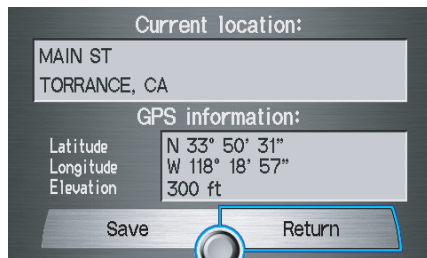 Current location:
MAIN ST
TORRANCE, CA
GPS information:
Latitude N 33° 50' 31"
Longitude W 118° 18' 57"
Elevation 300 ft
Save Return